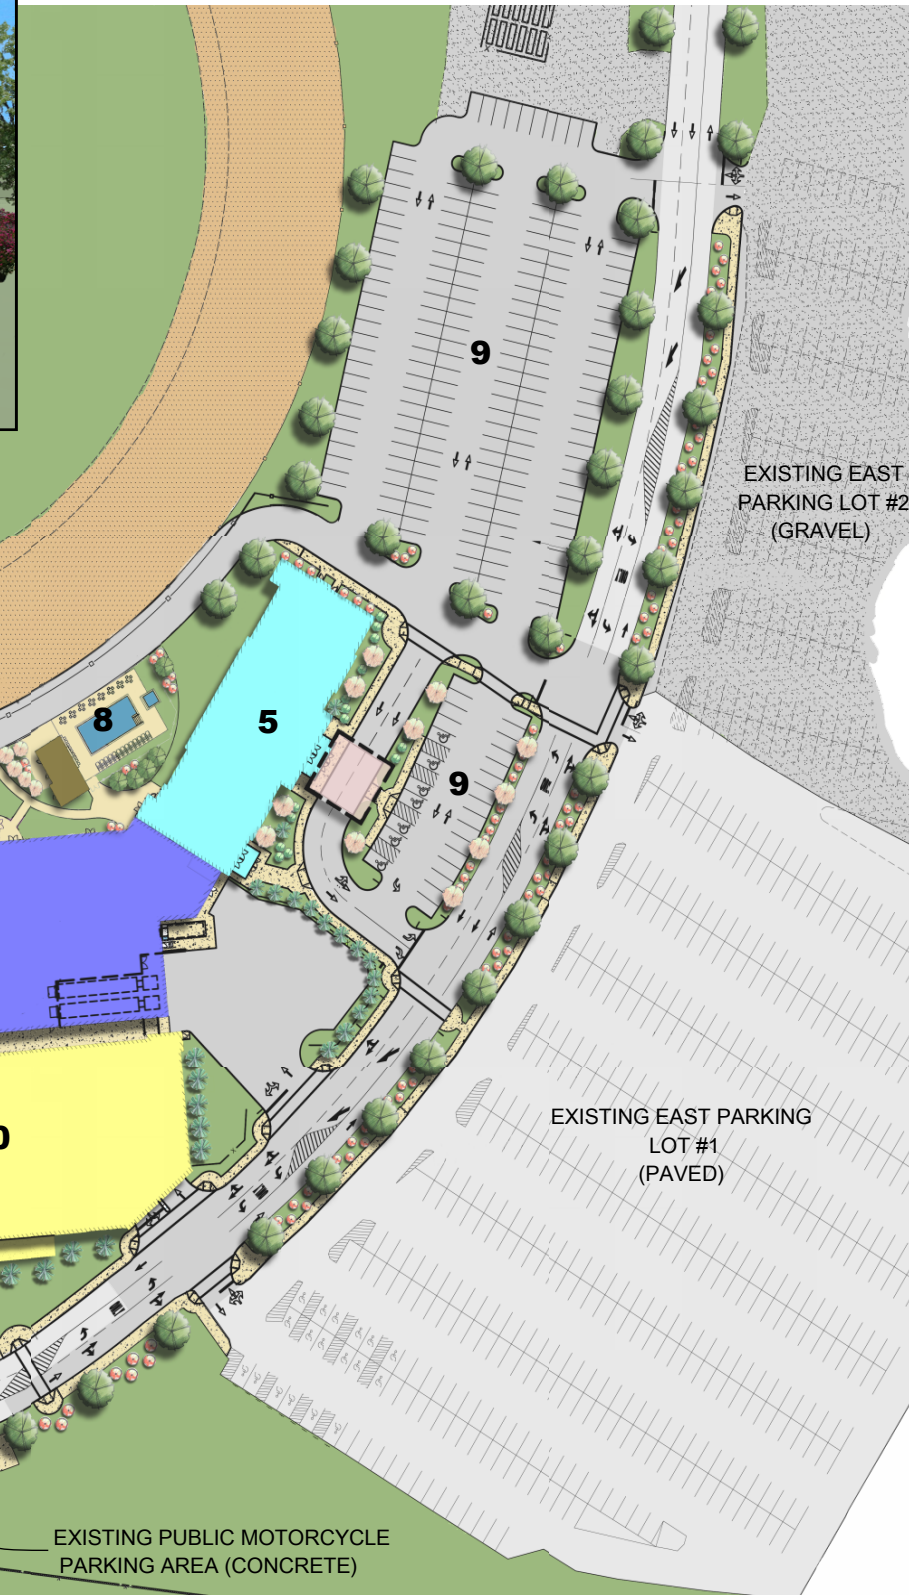 9
EXISTING EAST
PARKING LOT #2
(GRAVEL)
8
5
9
EXISTING EAST PARKING
LOT #1
(PAVED)
0
EXISTING PUBLIC MOTORCYCLE
PARKING AREA (CONCRETE)